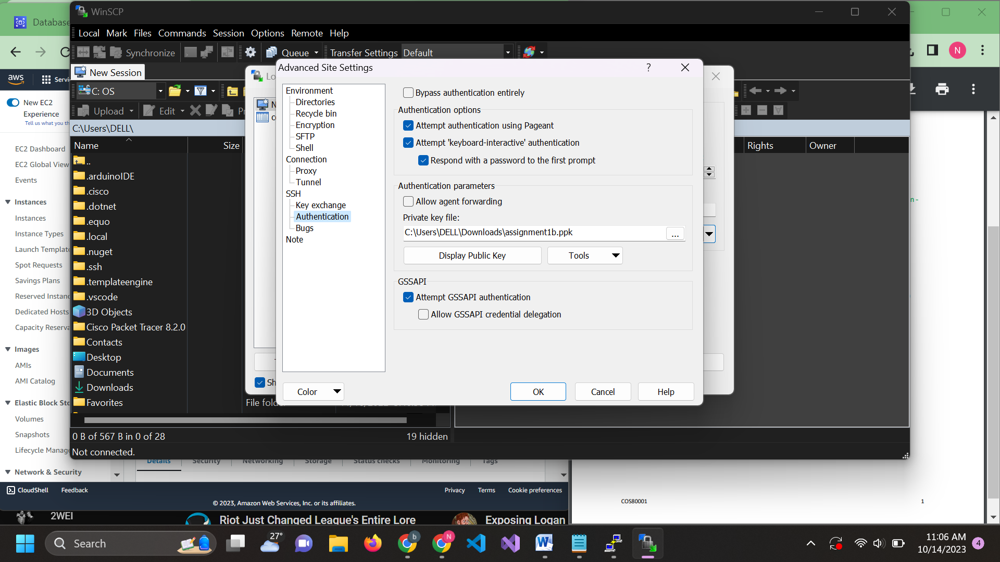 Database
WinSCP
Local Mark Files Commands Session Options Remote Help
Synchronize
Queue
Transfer Settings Default
N
aws
Servi
New Session
C: OS
Upload
Edit
C:\Users\DELL\
Name
Size
..
.arduinoIDE
.cisco
.dotnet
.equo
.local
.nuget
.ssh
.templateengine
.vscode
3D Objects
Cisco Packet Tracer 8.2.0
Contacts
Desktop
Documents
Downloads
Favorites
File folder
0 B of 567 B in 0 of 28
19 hidden
Not connected.
Rights
Owner
Advanced Site Settings
?
Environment
Directories
Recycle bin
Encryption
SFTP
Shell
Connection
Proxy
Tunnel
SSH
Key exchange
Authentication
Bugs
Note
Bypass authentication entirely
Authentication options
Attempt authentication using Pageant
Attempt 'keyboard-interactive' authentication
Respond with a password to the first prompt
Authentication parameters
Allow agent forwarding
Private key file:
C:\Users\DELL\Downloads\assignment1b.ppk
...
Display Public Key
Tools
GSSAPI
Attempt GSSAPI authentication
Allow GSSAPI credential delegation
Color
OK
Cancel
Help
New EC2
Experience
Tell us what you th
EC2 Dashboard
EC2 Global View
Events
Instances
Instances
Instance Types
Launch Template
Spot Requests
Savings Plans
Reserved Instanc
Dedicated Hosts
Capacity Reserva
Images
AMIs
AMI Catalog
Elastic Block Sto
Volumes
Snapshots
Lifecycle Manage
Network & Security
Details
Security
Networking
Storage
Status checks
Monitoring
Tags
CloudShell
Feedback
Privacy
Terms
Cookie preferences
© 2023, Amazon Web Services, Inc. or its affiliates.
COS80001
1
2WEI
Riot Just Changed League's Entire Lore
Exposing Logan
Search
27°
b
N
11:06 AM
10/14/2023
4